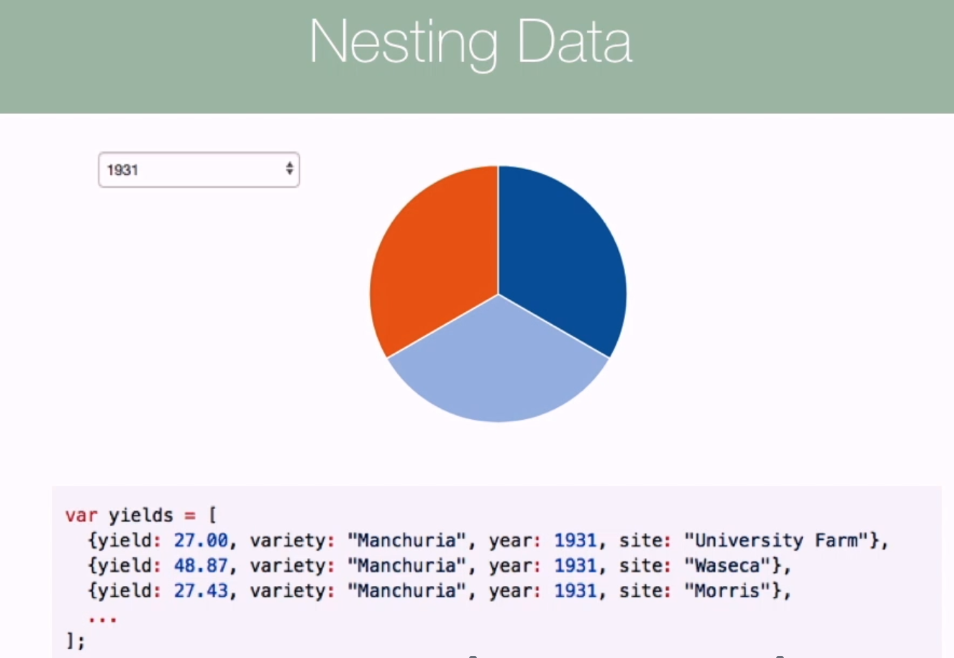 Nesting Data
1931
var yields = [
{yield: 27.00, variety: "Manchuria", year: 1931, site: "University Farm"},
{yield: 48.87, variety: "Manchuria", year: 1931, site: "Waseca"},
{yield: 27.43, variety: "Manchuria", year: 1931, site: "Morris"},
...
];